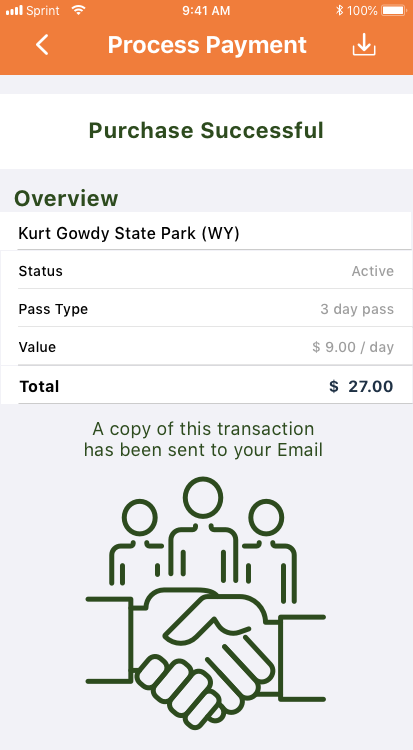 Sprint 9:41 AM 100%
Process Payment
Purchase Successful
Overview
Kurt Gowdy State Park (WY)
Status Active
Pass Type 3 day pass
Value $ 9.00 / day
Total $ 27.00
A copy of this transaction
has been sent to your Email